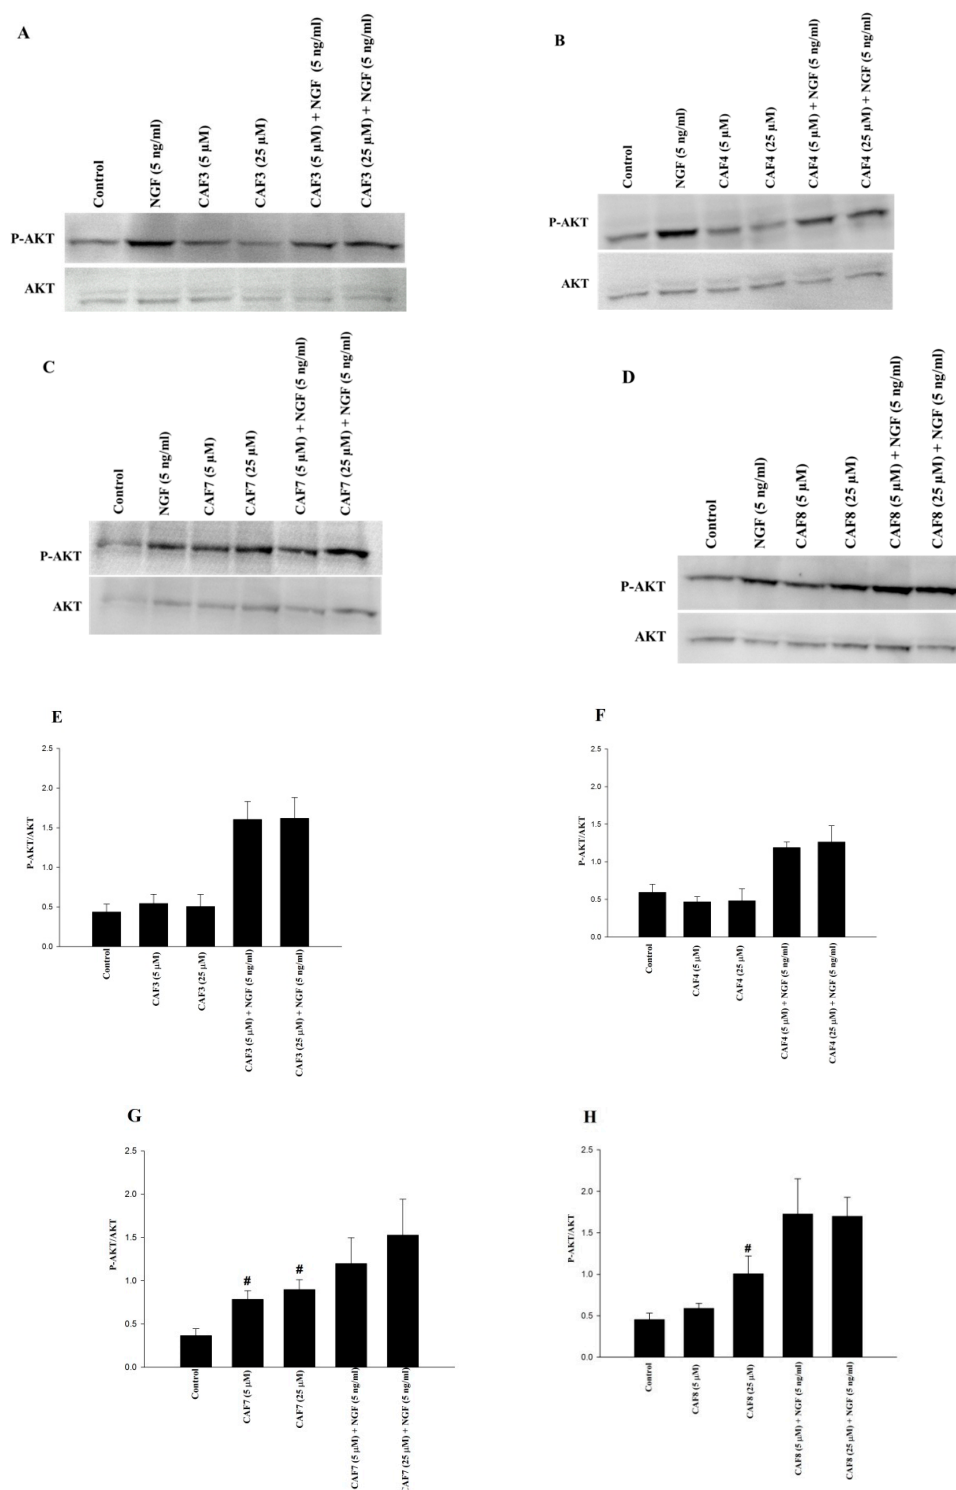 A
Control
NGF (5 ng/ml)
CAF3 (5 μM)
CAF3 (25 μM)
CAF3 (5 μM) + NGF (5 ng/ml)
CAF3 (25 μM) + NGF (5 ng/ml)
P-AKT
AKT
B
Control
NGF (5 ng/ml)
CAF4 (5 μM)
CAF4 (25 μM)
CAF4 (5 μM) + NGF (5 ng/ml)
CAF4 (25 μM) + NGF (5 ng/ml)
P-AKT
AKT
C
Control
NGF (5 ng/ml)
CAF7 (5 μM)
CAF7 (25 μM)
CAF7 (5 μM) + NGF (5 ng/ml)
CAF7 (25 μM) + NGF (5 ng/ml)
P-AKT
AKT
D
Control
NGF (5 ng/ml)
CAF8 (5 μM)
CAF8 (25 μM)
CAF8 (5 μM) + NGF (5 ng/ml)
CAF8 (25 μM) + NGF (5 ng/ml)
P-AKT
AKT
E
2.5
2.0
1.5
1.0
0.5
0.0
P-AKT/AKT
Control
CAF3 (5 μM)
CAF3 (25 μM)
CAF3 (5 μM) + NGF (5 ng/ml)
CAF3 (25 μM) + NGF (5 ng/ml)
F
2.5
2.0
1.5
1.0
0.5
0.0
P-AKT/AKT
Control
CAF4 (5 μM)
CAF4 (25 μM)
CAF4 (5 μM) + NGF (5 ng/ml)
CAF4 (25 μM) + NGF (5 ng/ml)
G
2.5
2.0
1.5
1.0
0.5
0.0
P-AKT/AKT
#
#
Control
CAF7 (5 μM)
CAF7 (25 μM)
CAF7 (5 μM) + NGF (5 ng/ml)
CAF7 (25 μM) + NGF (5 ng/ml)
H
2.5
2.0
1.5
1.0
0.5
0.0
P-AKT/AKT
#
Control
CAF8 (5 μM)
CAF8 (25 μM)
CAF8 (5 μM) + NGF (5 ng/ml)
CAF8 (25 μM) + NGF (5 ng/ml)